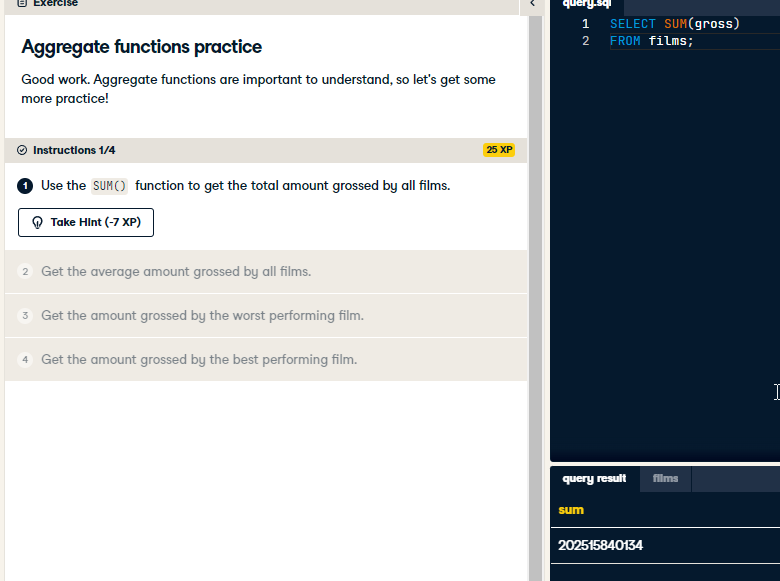 Exercise
Aggregate functions practice
Good work. Aggregate functions are important to understand, so let's get some
more practice!
Instructions 1/4
25 XP
1 Use the SUM() function to get the total amount grossed by all films.
Take Hint (-7 XP)
2 Get the average amount grossed by all films.
3 Get the amount grossed by the worst performing film.
4 Get the amount grossed by the best performing film.
query.sql
1 SELECT SUM(gross)
2 FROM films;
query result films
sum
202515840134